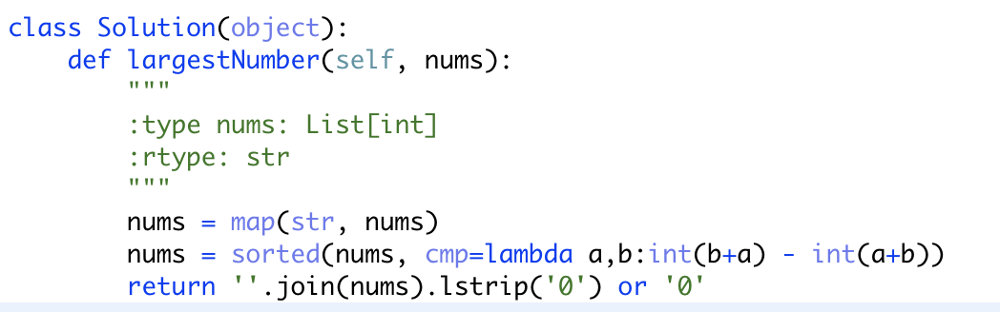 class Solution(object):
    def largestNumber(self, nums):
        """
        :type nums: List[int]
        :rtype: str
        """
        nums = map(str, nums)
        nums = sorted(nums, cmp=lambda a,b:int(b+a) - int(a+b))
        return ''.join(nums).lstrip('0') or '0'